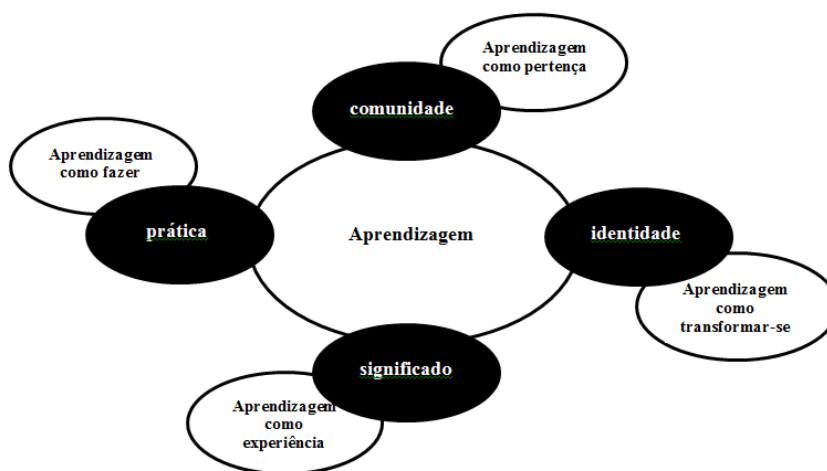 Aprendizagem
como pertença
comunidade
Aprendizagem
como fazer
prática
Aprendizagem
identidade
Aprendizagem
como
transformar-se
significado
Aprendizagem
como
experiência